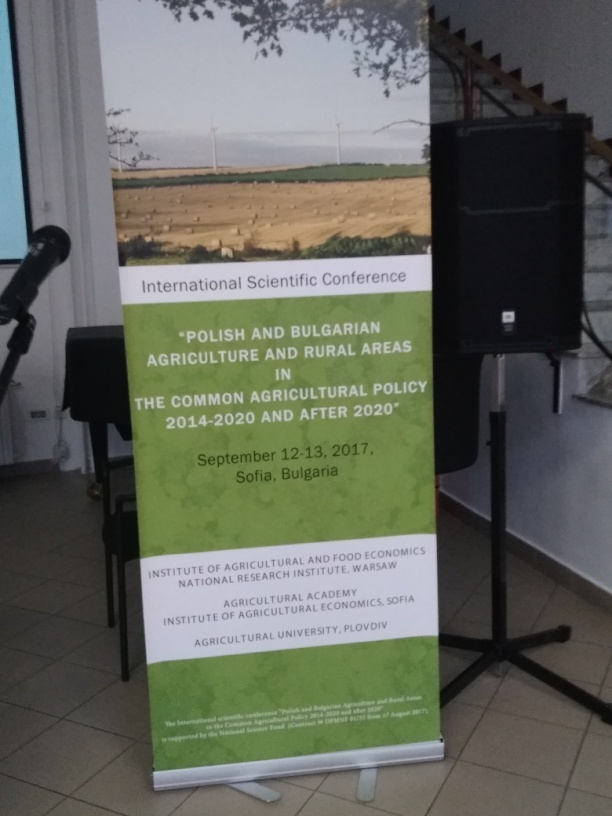 International Scientific Conference
"POLISH AND BULGARIAN
AGRICULTURE AND RURAL AREAS
IN
THE COMMON AGRICULTURAL POLICY
2014-2020 AND AFTER 2020"
September 12-13, 2017,
Sofia, Bulgaria
INSTITUTE OF AGRICULTURAL AND FOOD ECONOMICS
NATIONAL RESEARCH INSTITUTE, WARSAW
AGRICULTURAL ACADEMY
INSTITUTE OF AGRICULTURAL ECONOMICS, SOFIA
AGRICULTURAL UNIVERSITY, PLOVDIV
The International scientific conference "Polish and Bulgarian Agriculture and Rural Areas
in the Common Agricultural Policy 2014-2020 and after 2020"
is supported by the National Science Fund (Contract № from 17 August 2017).